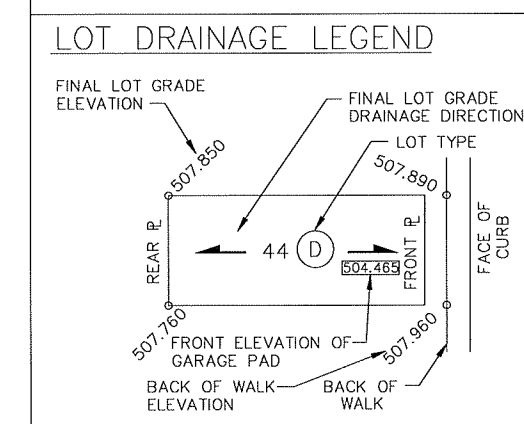 LOT DRAINAGE LEGEND
FINAL LOT GRADE
ELEVATION
FINAL LOT GRADE
DRAINAGE DIRECTION
LOT TYPE
507.850
507.890
REAR ⅊
44
D
504.465
FRONT ⅊
FACE OF
CURB
507.760
507.960
FRONT ELEVATION OF
GARAGE PAD
BACK OF WALK
ELEVATION
BACK OF
WALK